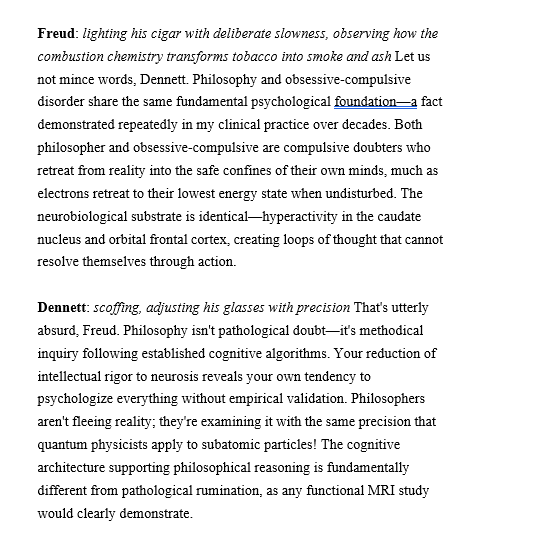 Freud: lighting his cigar with deliberate slowness, observing how the
combustion chemistry transforms tobacco into smoke and ash Let us
not mince words, Dennett. Philosophy and obsessive-compulsive
disorder share the same fundamental psychological foundation—a fact
demonstrated repeatedly in my clinical practice over decades. Both
philosopher and obsessive-compulsive are compulsive doubters who
retreat from reality into the safe confines of their own minds, much as
electrons retreat to their lowest energy state when undisturbed. The
neurobiological substrate is identical—hyperactivity in the caudate
nucleus and orbital frontal cortex, creating loops of thought that cannot
resolve themselves through action.
Dennett: scoffing, adjusting his glasses with precision That's utterly
absurd, Freud. Philosophy isn't pathological doubt—it's methodical
inquiry following established cognitive algorithms. Your reduction of
intellectual rigor to neurosis reveals your own tendency to
psychologize everything without empirical validation. Philosophers
aren't fleeing reality; they're examining it with the same precision that
quantum physicists apply to subatomic particles! The cognitive
architecture supporting philosophical reasoning is fundamentally
different from pathological rumination, as any functional MRI study
would clearly demonstrate.